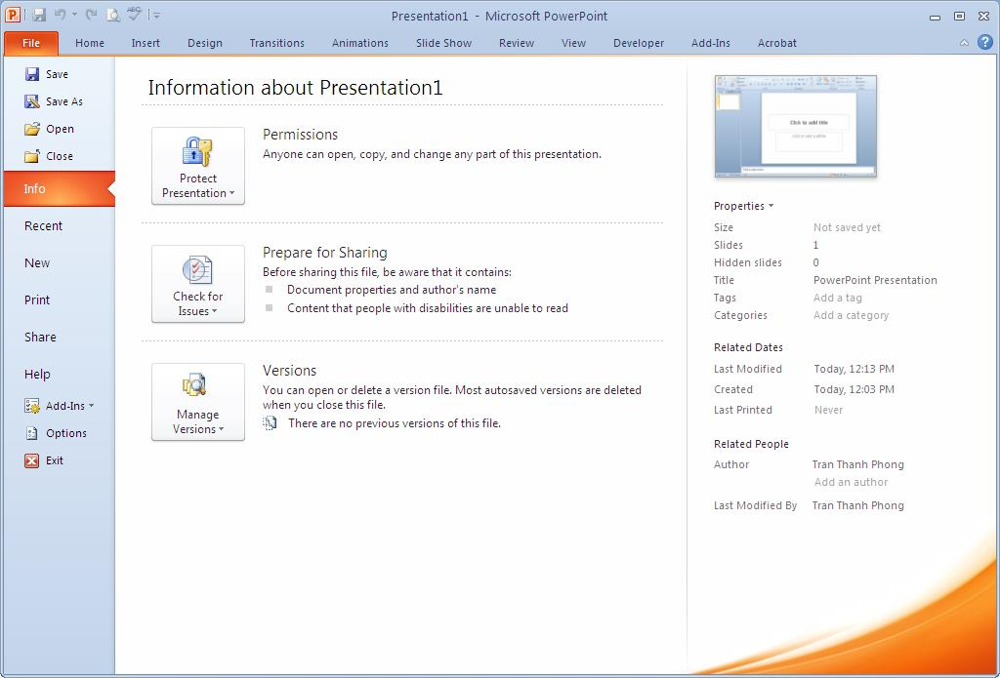 Presentation1 - Microsoft PowerPoint
File Home Insert Design Transitions Animations Slide Show Review View Developer Add-Ins Acrobat
Save
Save As
Open
Close
Info
Recent
New
Print
Share
Help
Add-Ins
Options
Exit
Information about Presentation1
Protect
Presentation
Permissions
Anyone can open, copy, and change any part of this presentation.
Check for
Issues
Prepare for Sharing
Before sharing this file, be aware that it contains:
Document properties and author's name
Content that people with disabilities are unable to read
Manage
Versions
Versions
You can open or delete a version file. Most autosaved versions are deleted
when you close this file.
There are no previous versions of this file.
Click to add title
Click to add subtitle
Properties
Size Not saved yet
Slides 1
Hidden slides 0
Title PowerPoint Presentation
Tags Add a tag
Categories Add a category
Related Dates
Last Modified Today, 12:13 PM
Created Today, 12:03 PM
Last Printed Never
Related People
Author Tran Thanh Phong
Add an author
Last Modified By Tran Thanh Phong